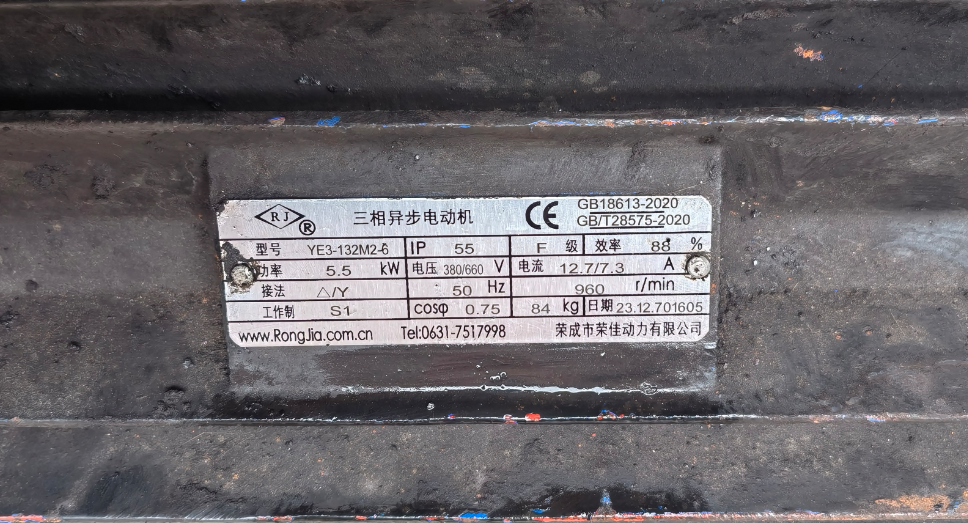 RJ ® 三相异步电动机 CE GB18613-2020
GB/T28575-2020
型号 YE3-132M2-6 IP 55 F 级 效率 88 %
功率 5.5 kW 电压 380/660 V 电流 12.7/7.3 A
接法 △/Y 50 Hz 960 r/min
工作制 S1 cosφ 0.75 84 kg 日期 23.12.701605
www.RongJia.com.cn Tel:0631-7517998 荣成市荣佳动力有限公司